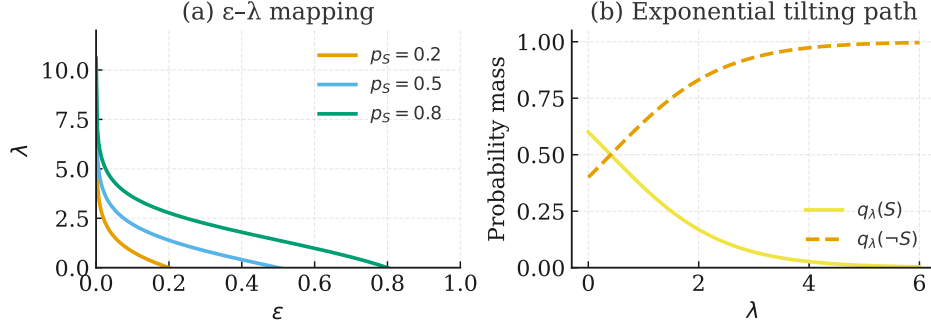 (a) ε–λ mapping
λ
10.0
7.5
5.0
2.5
0.0
0.0 0.2 0.4 0.6 0.8 1.0
ε
p_S = 0.2
p_S = 0.5
p_S = 0.8
(b) Exponential tilting path
Probability mass
1.00
0.75
0.50
0.25
0.00
0 2 4 6
λ
q_λ(S)
q_λ(¬S)